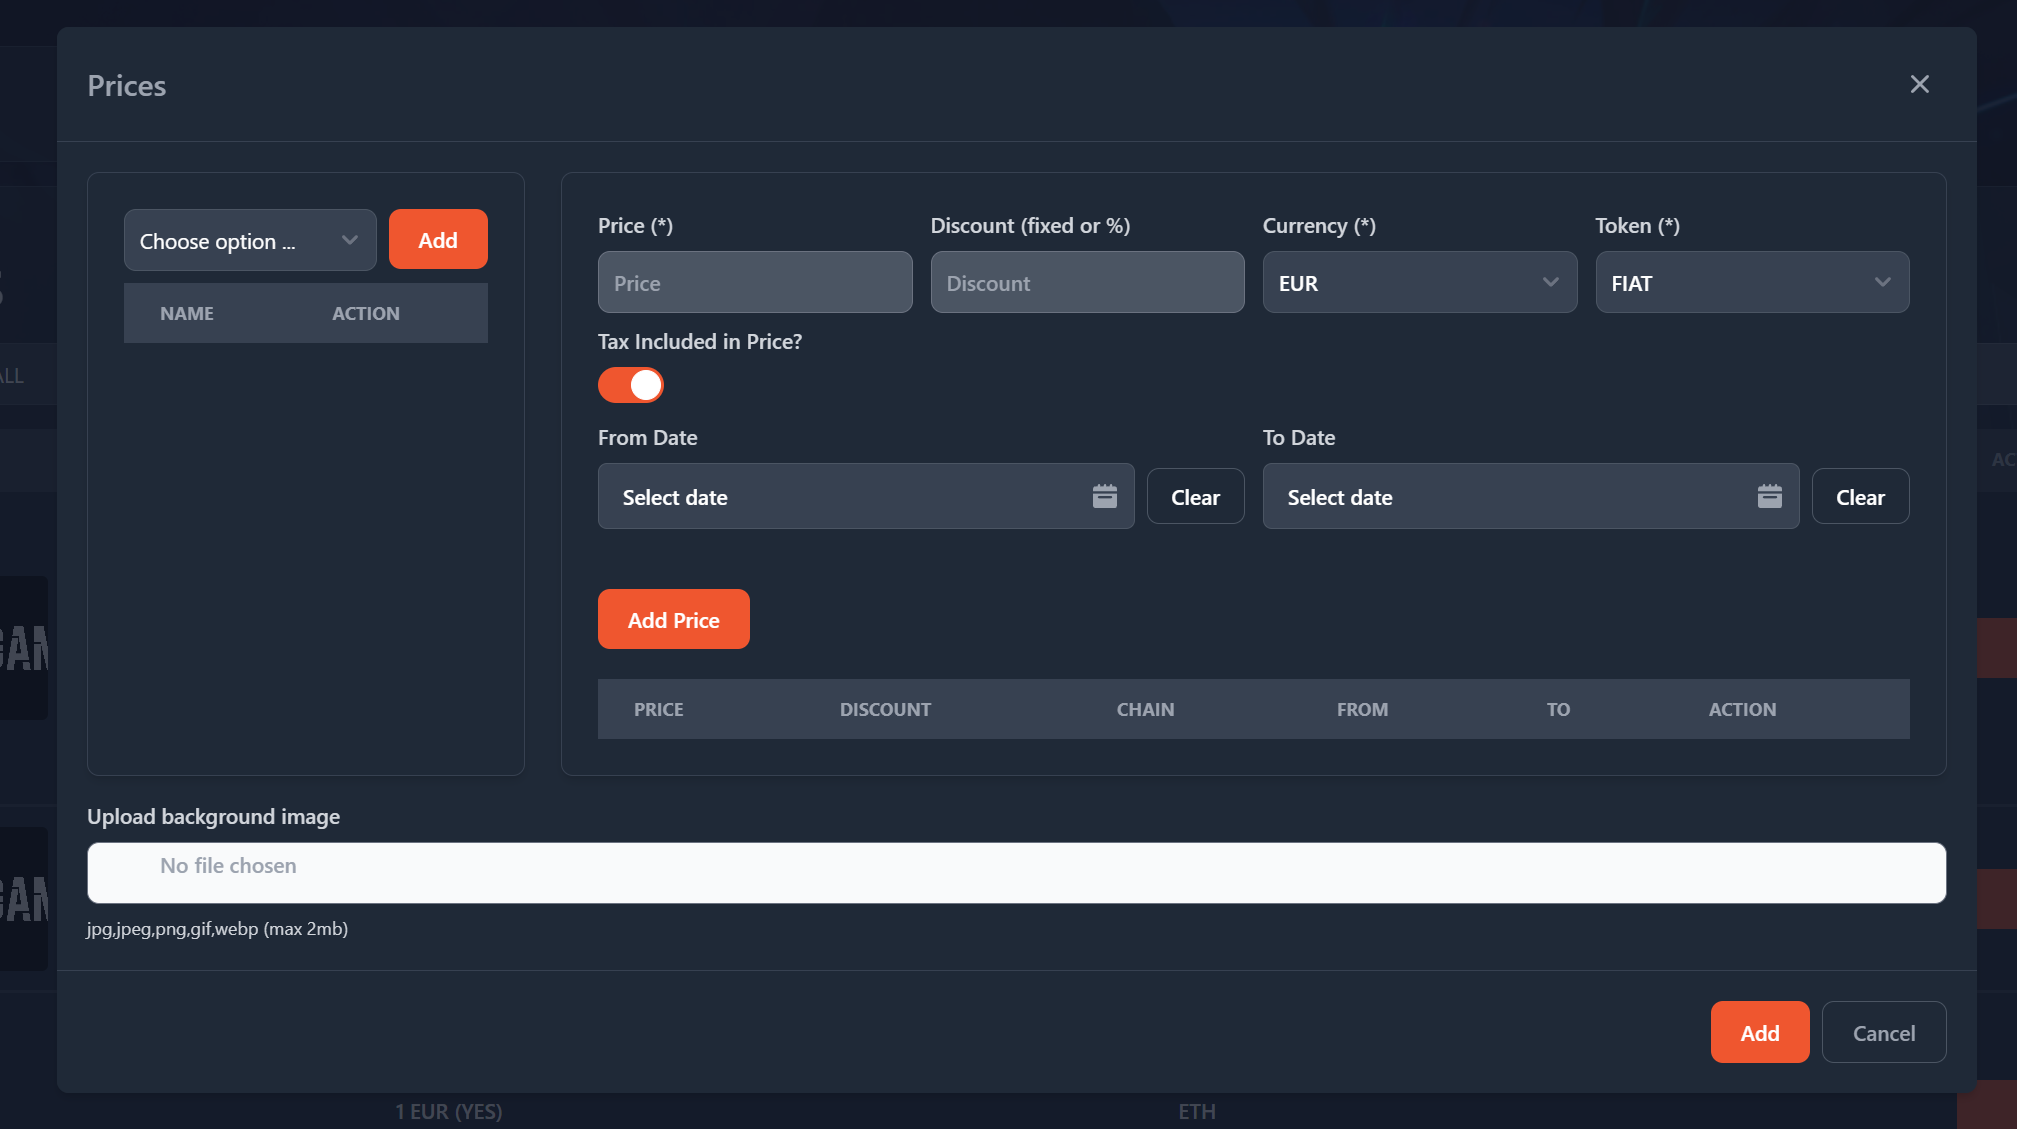 Prices
Choose option ...
Add
NAME ACTION
Price (*) Discount (fixed or %) Currency (*) Token (*)
Price Discount EUR FIAT
Tax Included in Price?
From Date To Date
Select date Clear Select date Clear
Add Price
PRICE DISCOUNT CHAIN FROM TO ACTION
Upload background image
No file chosen
jpg,jpeg,png,gif,webp (max 2mb)
Add Cancel
1 EUR (YES) ETH